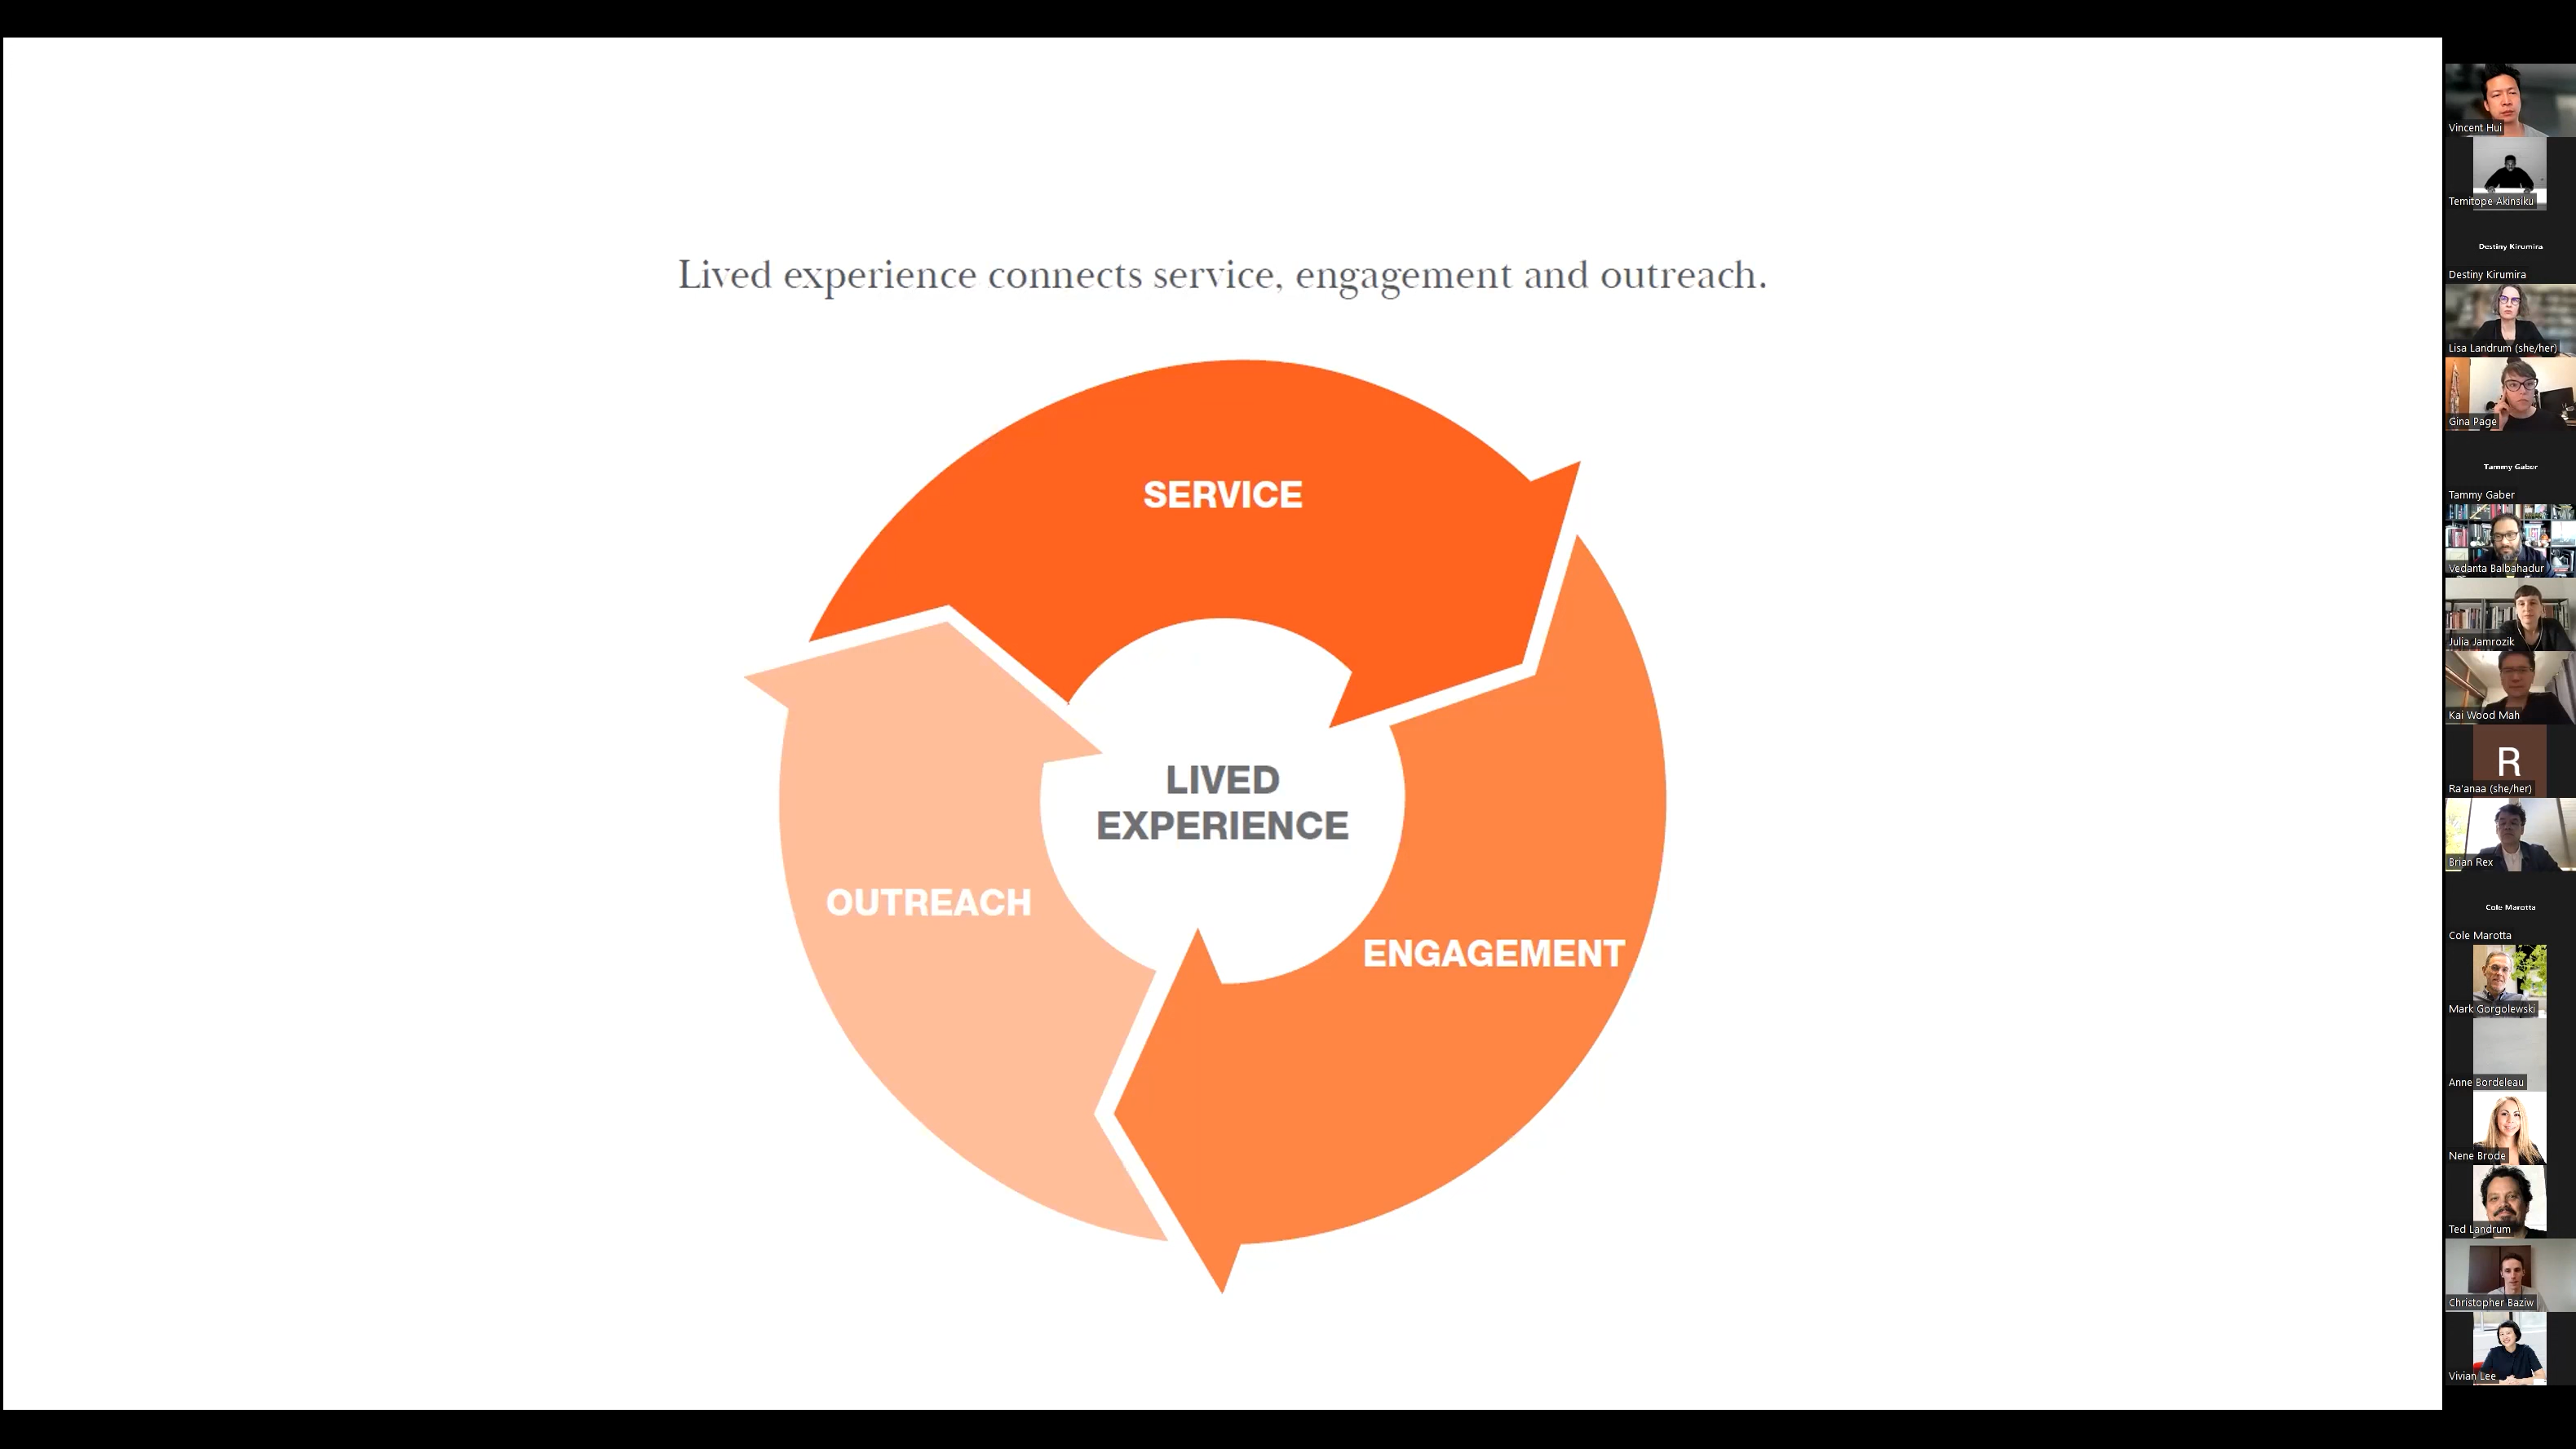 Lived experience connects service, engagement and outreach.
SERVICE
LIVED
EXPERIENCE
OUTREACH
ENGAGEMENT
Vincent Hui
Temitope Akinsiku
Destiny Kirumira
Destiny Kirumira
Lisa Landrum (she/her)
Gina Page
Tammy Gaber
Tammy Gaber
Vedanta Balbahadur
Julia Jamrozik
Kai Wood Mah
R
Ra'anaa (she/her)
Brian Rex
Cole Marotta
Cole Marotta
Mark Gorgolewski
Anne Bordeleau
Nene Brode
Ted Landrum
Christopher Baziw
Vivian Lee